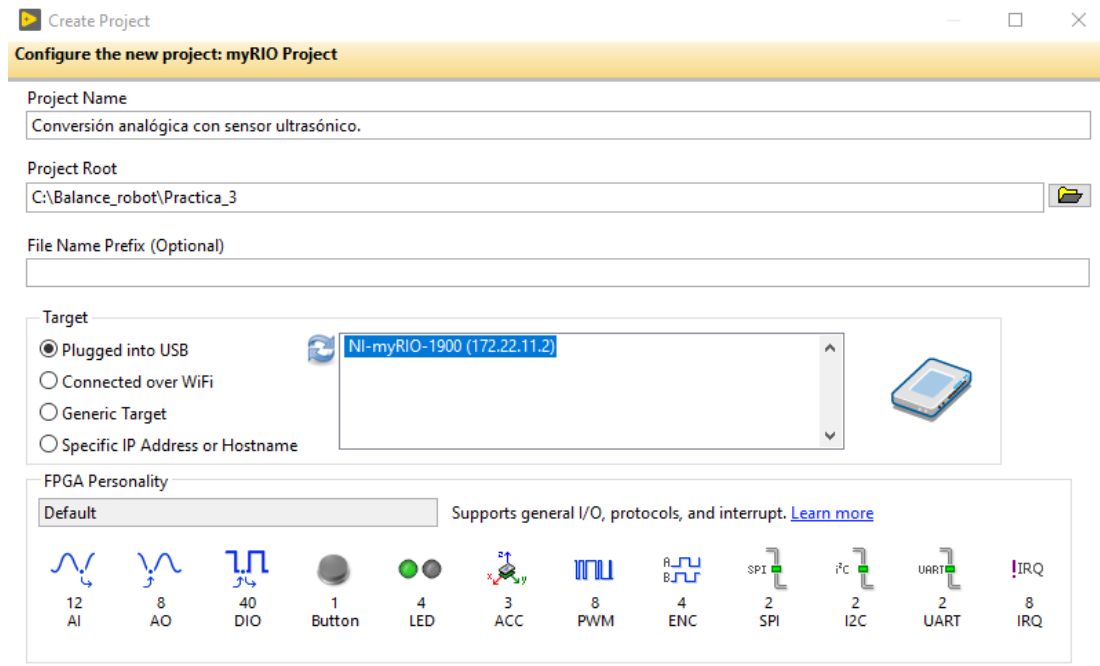 Create Project
Configure the new project: myRIO Project
Project Name
Conversión analógica con sensor ultrasónico.
Project Root
C:\Balance_robot\Practica_3
File Name Prefix (Optional)
Target
Plugged into USB
NI-myRIO-1900 (172.22.11.2)
Connected over WiFi
Generic Target
Specific IP Address or Hostname
FPGA Personality
Default Supports general I/O, protocols, and interrupt. Learn more
A B SPI I²C UART !IRQ
12 8 40 1 4 3 8 4 2 2 2 8
AI AO DIO Button LED ACC PWM ENC SPI I2C UART IRQ